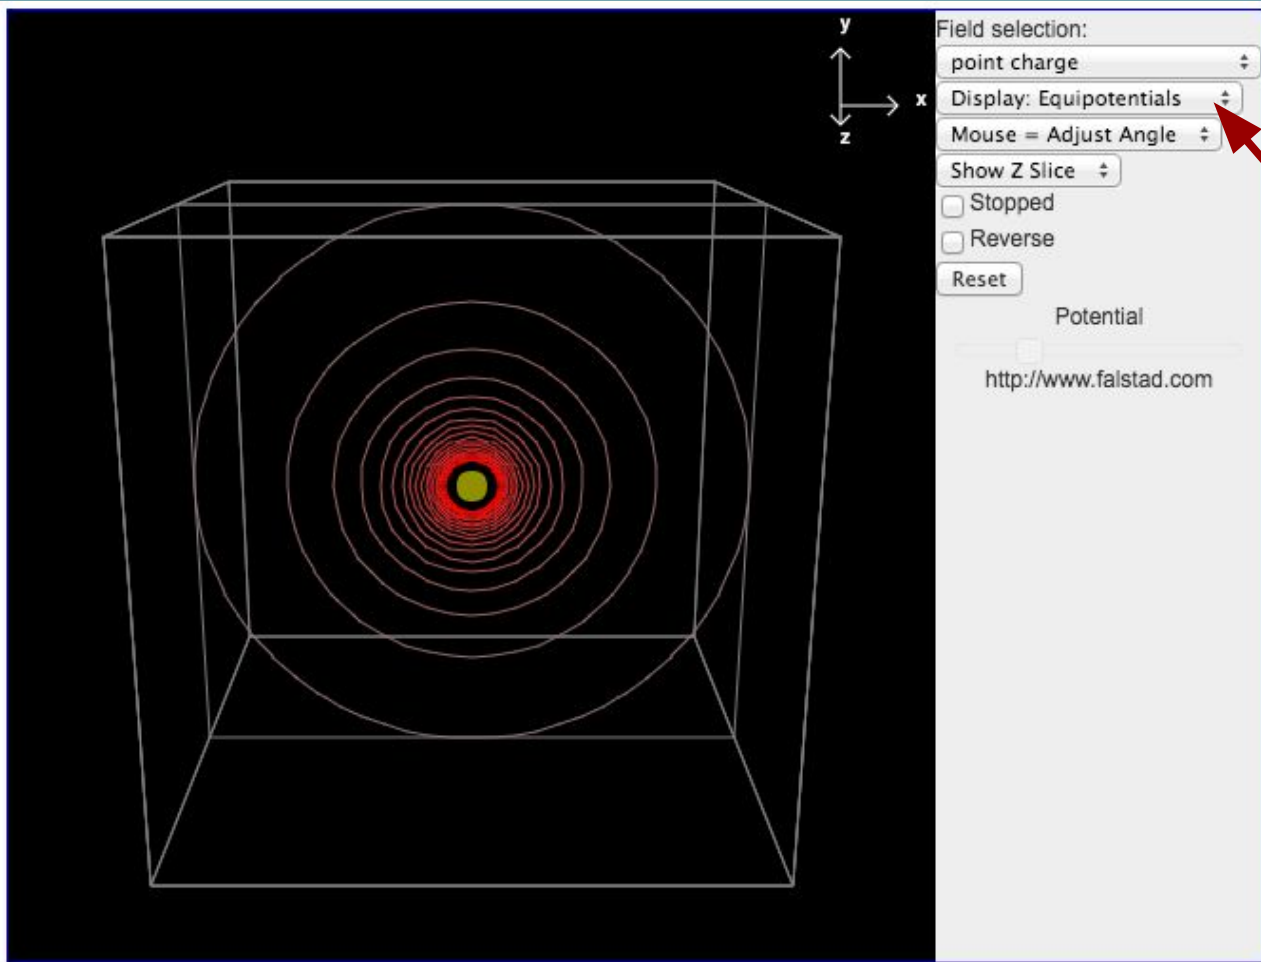 y
x
z
Field selection:
point charge
Display: Equipotentials
Mouse = Adjust Angle
Show Z Slice
Stopped
Reverse
Reset
Potential
http://www.falstad.com